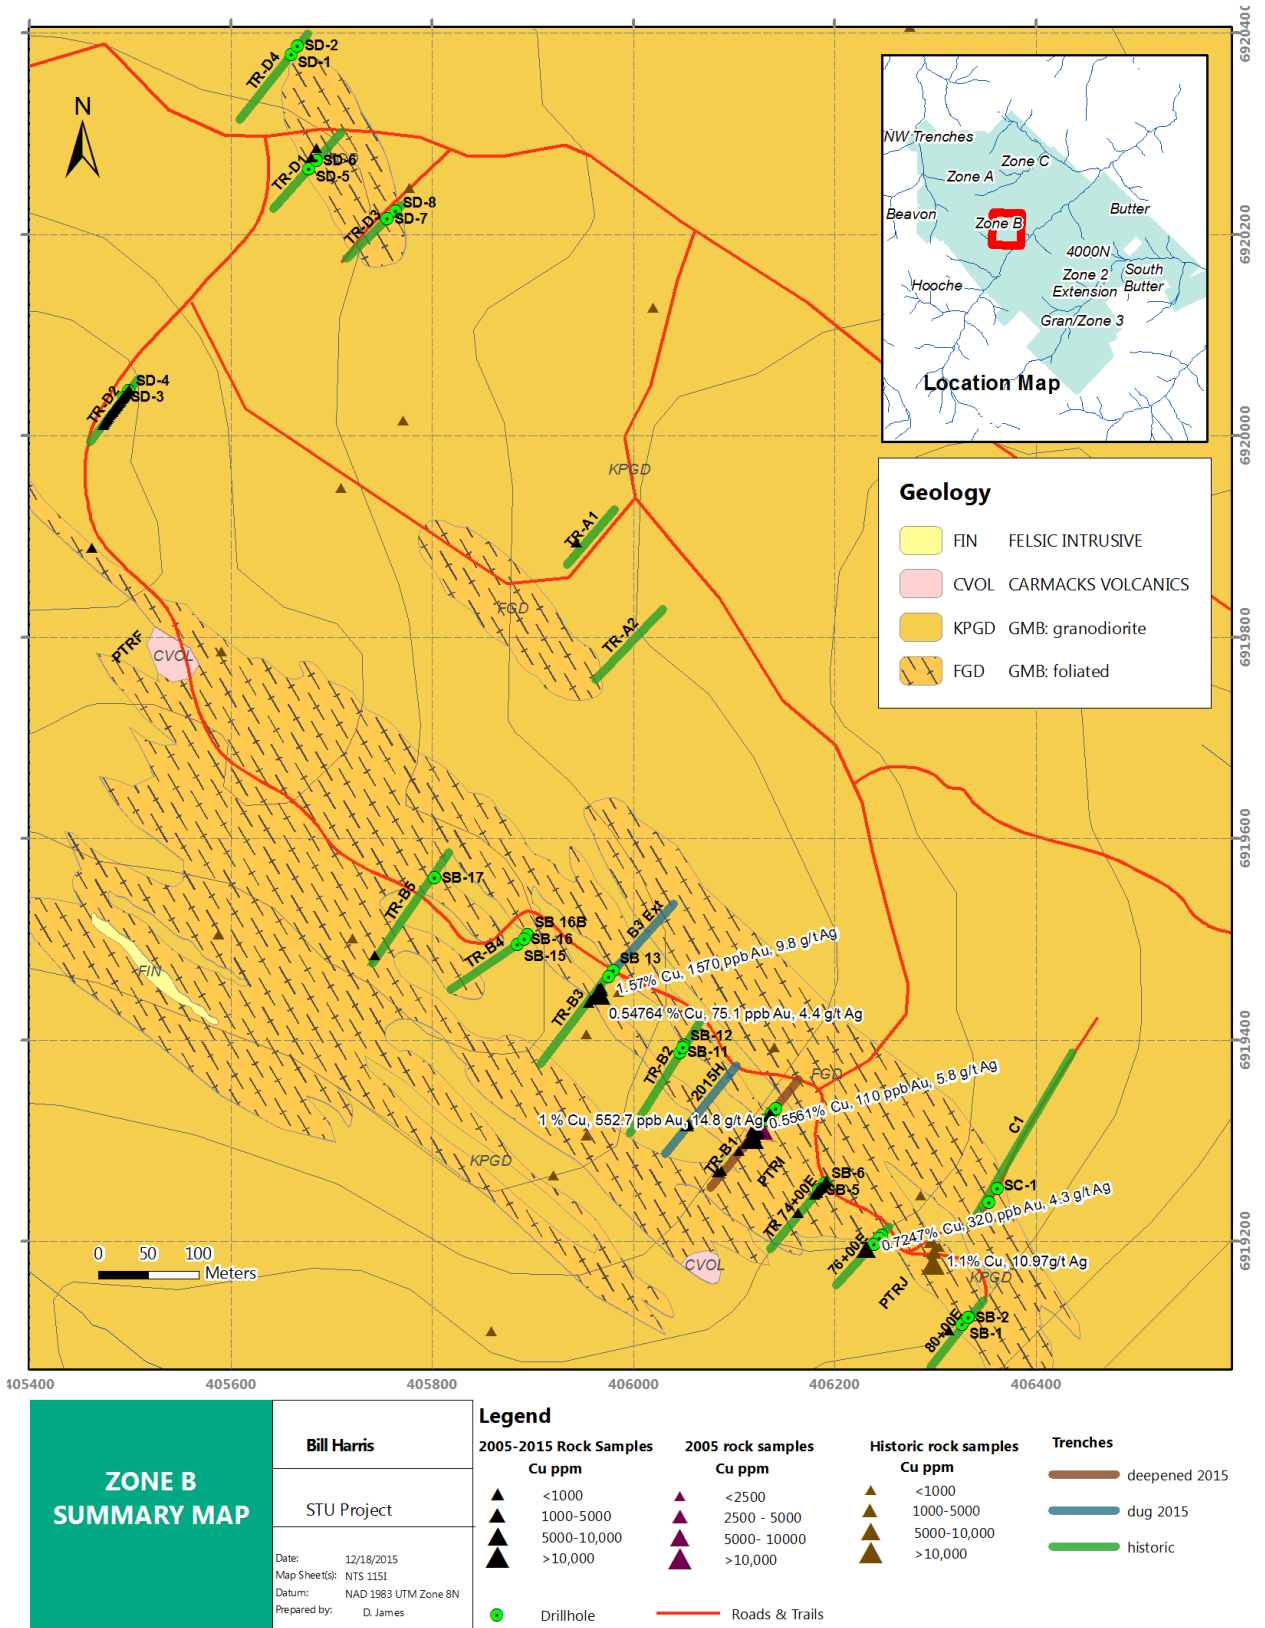 6920400
SD-2
SD-1
TR-D4
N
SD-6
SD-5
TR-D1
SD-8
SD-7
TR-D3
6920200
NW Trenches
Zone C
Zone A
Beavon
Butter
Zone B
4000N
Zone 2
Extension
South
Butter
Hooche
Gran/Zone 3
Location Map
SD-4
SD-3
TR-D2
6920000
KPGD
Geology
FIN FELSIC INTRUSIVE
CVOL CARMACKS VOLCANICS
KPGD GMB: granodiorite
FGD GMB: foliated
TR-A1
FGD
TR-A2
6919800
PTRF
CVOL
6919600
SB-17
TR-B5
SB 16B
SB-16
SB-15
TR-B4
B3 Ext
SB 13
1.57% Cu, 1570 ppb Au, 9.8 g/t Ag
FIN
TR-B3
0.54764 % Cu, 75.1 ppb Au, 4.4 g/t Ag
6919400
SB-12
SB-11
TR-B2
2015H
FGD
0.5561% Cu, 110 ppb Au, 5.8 g/t Ag
1 % Cu, 552.7 ppb Au, 14.8 g/t Ag
C1
KPGD
TR-B1
PTRI
SB-6
SB-5
TR 74+00E
SC-1
0.7247% Cu, 320 ppb Au, 4.3 g/t Ag
6919200
76+00E
1.1% Cu, 10.97g/t Ag
CVOL
KPGD
PTRJ
0 50 100
Meters
80+00E
SB-2
SB-1
405400 405600 405800 406000 406200 406400
ZONE B
SUMMARY MAP
Bill Harris
STU Project
Date: 12/18/2015
Map Sheet(s): NTS 115I
Datum: NAD 1983 UTM Zone 8N
Prepared by: D. James
Legend
2005-2015 Rock Samples
Cu ppm
<1000
1000-5000
5000-10,000
>10,000
2005 rock samples
Cu ppm
<2500
2500 - 5000
5000- 10000
>10,000
Historic rock samples
Cu ppm
<1000
1000-5000
5000-10,000
>10,000
Trenches
deepened 2015
dug 2015
historic
Drillhole
Roads & Trails